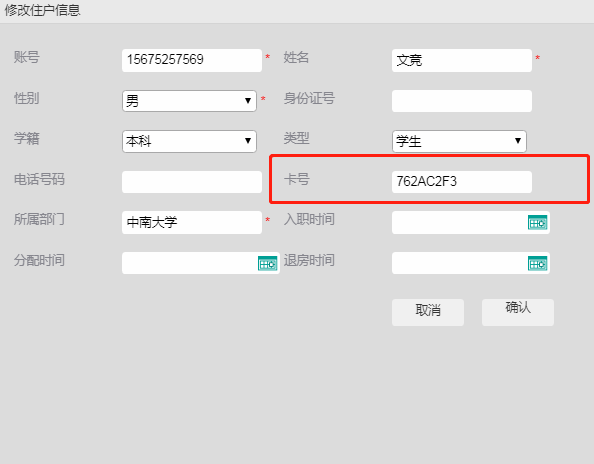 修改住户信息
账号 15675257569 * 姓名 文竟 *
性别 男 * 身份证号
学籍 本科 类型 学生
电话号码 卡号 762AC2F3
所属部门 中南大学 * 入职时间
分配时间 退房时间
取消 确认